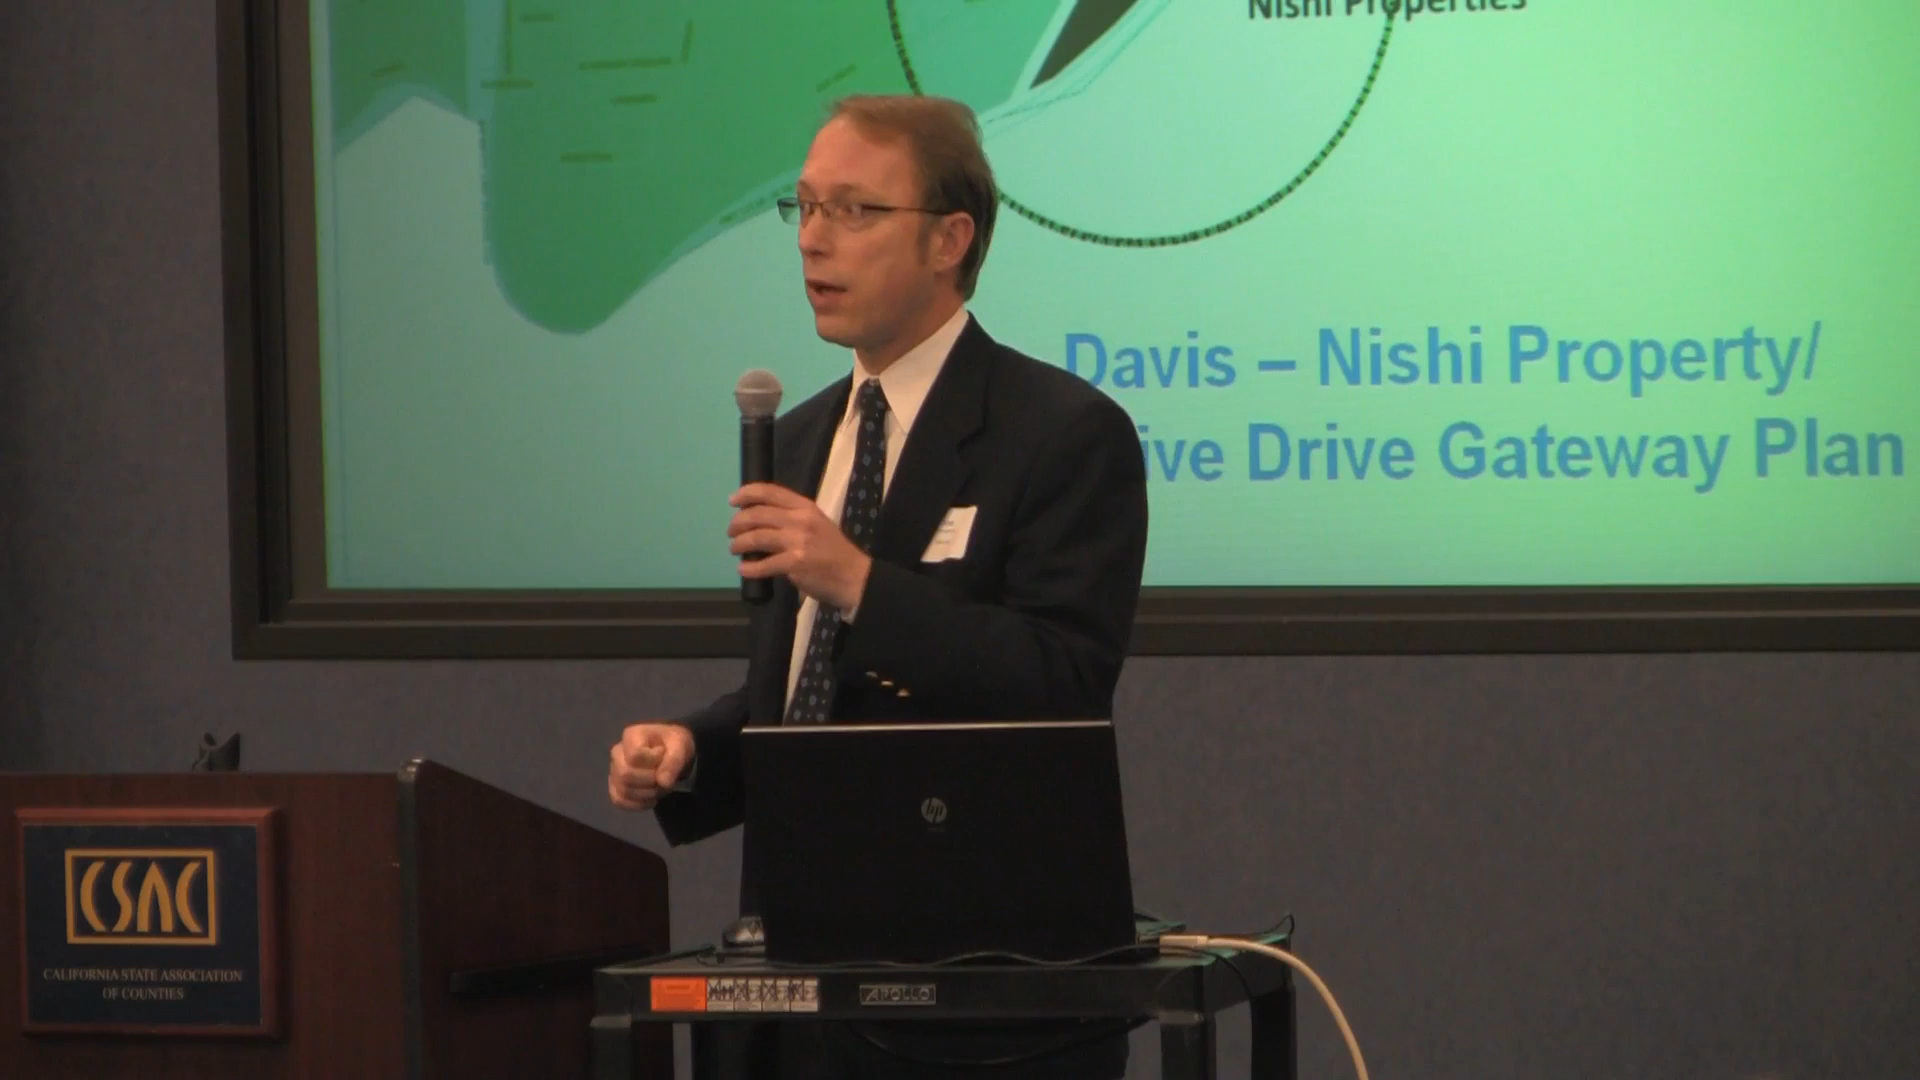 Nishi Properties
Davis – Nishi Property/
ive Drive Gateway Plan
hp
CSAC
CALIFORNIA STATE ASSOCIATION
OF COUNTIES
APOLLO